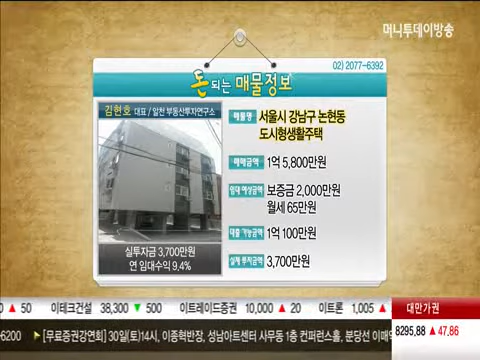 머니투데이방송
02) 2077-6392
돈 되는 매물정보
김현호 대표 / 알천 부동산투자연구소
매물명 서울시 강남구 논현동
도시형생활주택
매매금액 1억 5,800만원
임대 예상금액 보증금 2,000만원
월세 65만원
대출 가능금액 1억 100만원
실제 투자금액 3,700만원
실투자금 3,700만원
연 임대수익 9.4%
▲ 50 이테크건설 38,300 ▼ 500 이트레이드증권 10,000 ▲ 20 이트론 1,005 ▲
대만가권
8295,88 ▲ 47,86
-6200 ▶ [무료증권강연회] 30일(토)14시, 이종혁반장, 성남아트센터 사무동 1층 컨퍼런스홀, 분당선 이매역